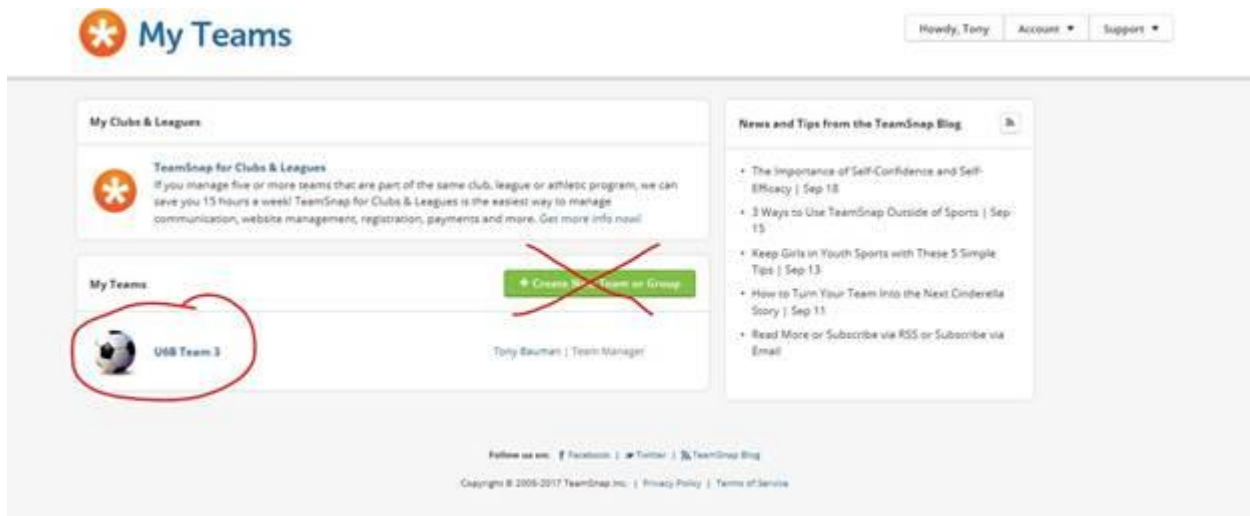 My Teams
Howdy, Tony
Account
Support
My Clubs & Leagues
TeamSnap for Clubs & Leagues
If you manage five or more teams that are part of the same club, league or athletic program, we can
save you 15 hours a week! TeamSnap for Clubs & Leagues is the easiest way to manage
communication, website management, registration, payments and more. Get more info now!
My Teams
+ Create New Team or Group
U6B Team 3
Tony Bauman | Team Manager
News and Tips from the TeamSnap Blog
• The Importance of Self-Confidence and Self-
Efficacy | Sep 18
• 3 Ways to Use TeamSnap Outside of Sports | Sep
15
• Keep Girls in Youth Sports with These 5 Simple
Tips | Sep 13
• How to Turn Your Team Into the Next Cinderella
Story | Sep 11
• Read More or Subscribe via RSS or Subscribe via
Email
Follow us on: Facebook | Twitter | TeamSnap Blog
Copyright © 2005-2017 TeamSnap Inc. | Privacy Policy | Terms of Service